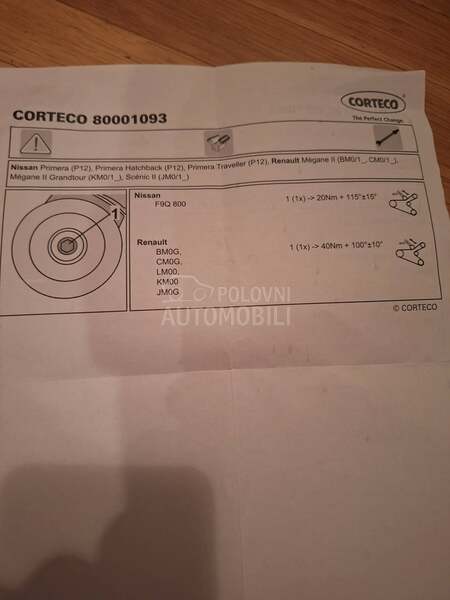 CORTECO
The Perfect Change.
CORTECO 80001093
Nissan Primera (P12), Primera Hatchback (P12), Primera Traveller (P12), Renault Mégane II (BM0/1_, CM0/1_),
Mégane II Grandtour (KM0/1_), Scénic II (JM0/1_)
1
Nissan
F9Q 800
1 (1x) -> 20Nm + 115°±15°
Renault
BM0G,
CM0G,
LM00,
KM00
JM0G
1 (1x) -> 40Nm + 100°±10°
POLOVNI
AUTOMOBILI
© CORTECO